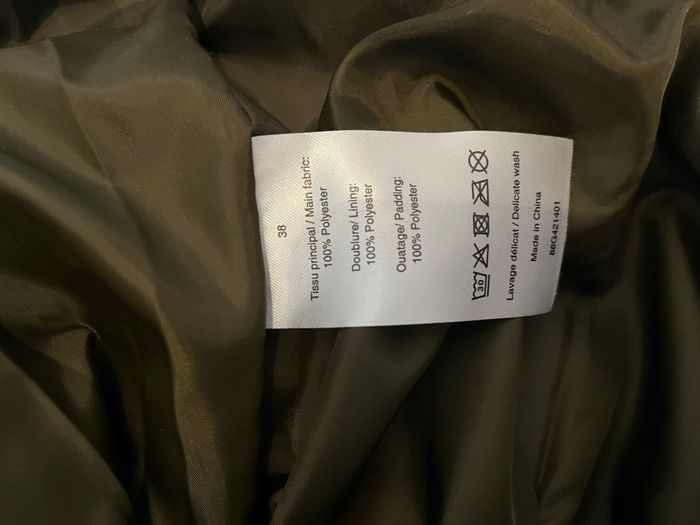 38
Tissu principal / Main fabric:
100% Polyester
Doublure/ Lining:
100% Polyester
Ouatage/ Padding:
100% Polyester
30
Lavage délicat / Delicate wash
Made in China
86G421401